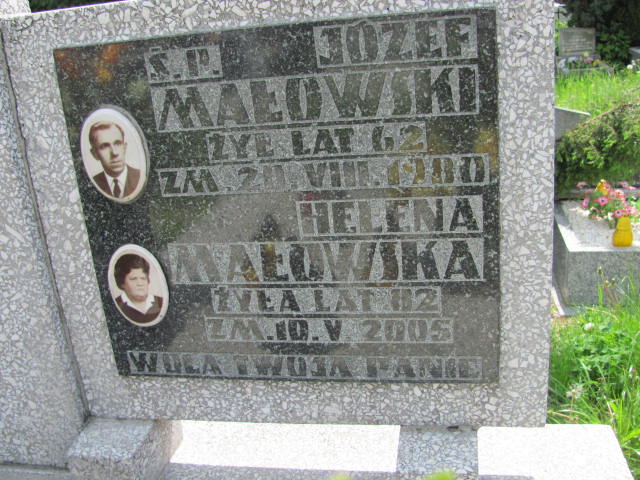 Ś.P. JÓZEF
MAŁOWSKI
ŻYŁ LAT 62
ZM. VIII 1980
HELENA
MAŁOWSKA
ŻYŁA LAT 82
ZM. 10. V 2005
WOLA TWOJA PANIE